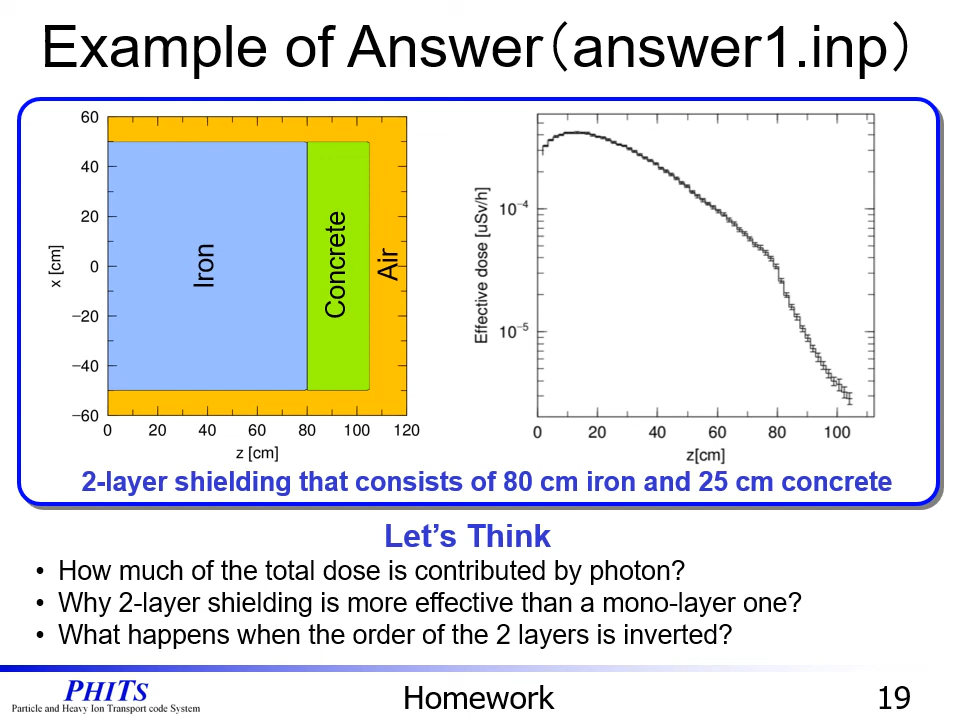 Example of Answer（answer1.inp）
60
40
20
0
−20
−40
−60
x [cm]
Iron
Concrete
Air
0 20 40 60 80 100 120
z [cm]
Effective dose [uSv/h]
10⁻⁴
10⁻⁵
0 20 40 60 80 100
z[cm]
2-layer shielding that consists of 80 cm iron and 25 cm concrete
Let’s Think
• How much of the total dose is contributed by photon?
• Why 2-layer shielding is more effective than a mono-layer one?
• What happens when the order of the 2 layers is inverted?
PHITS
Particle and Heavy Ion Transport code System
Homework
19